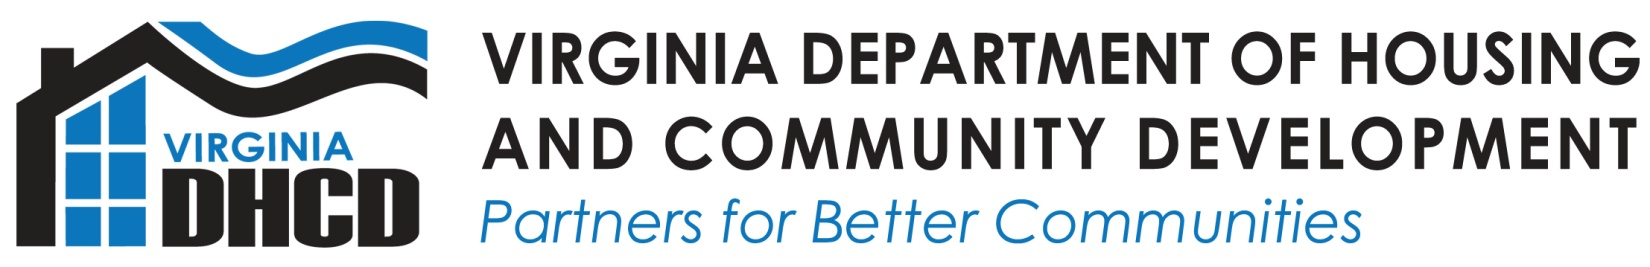 VIRGINIA
DHCD
VIRGINIA DEPARTMENT OF HOUSING
AND COMMUNITY DEVELOPMENT
Partners for Better Communities